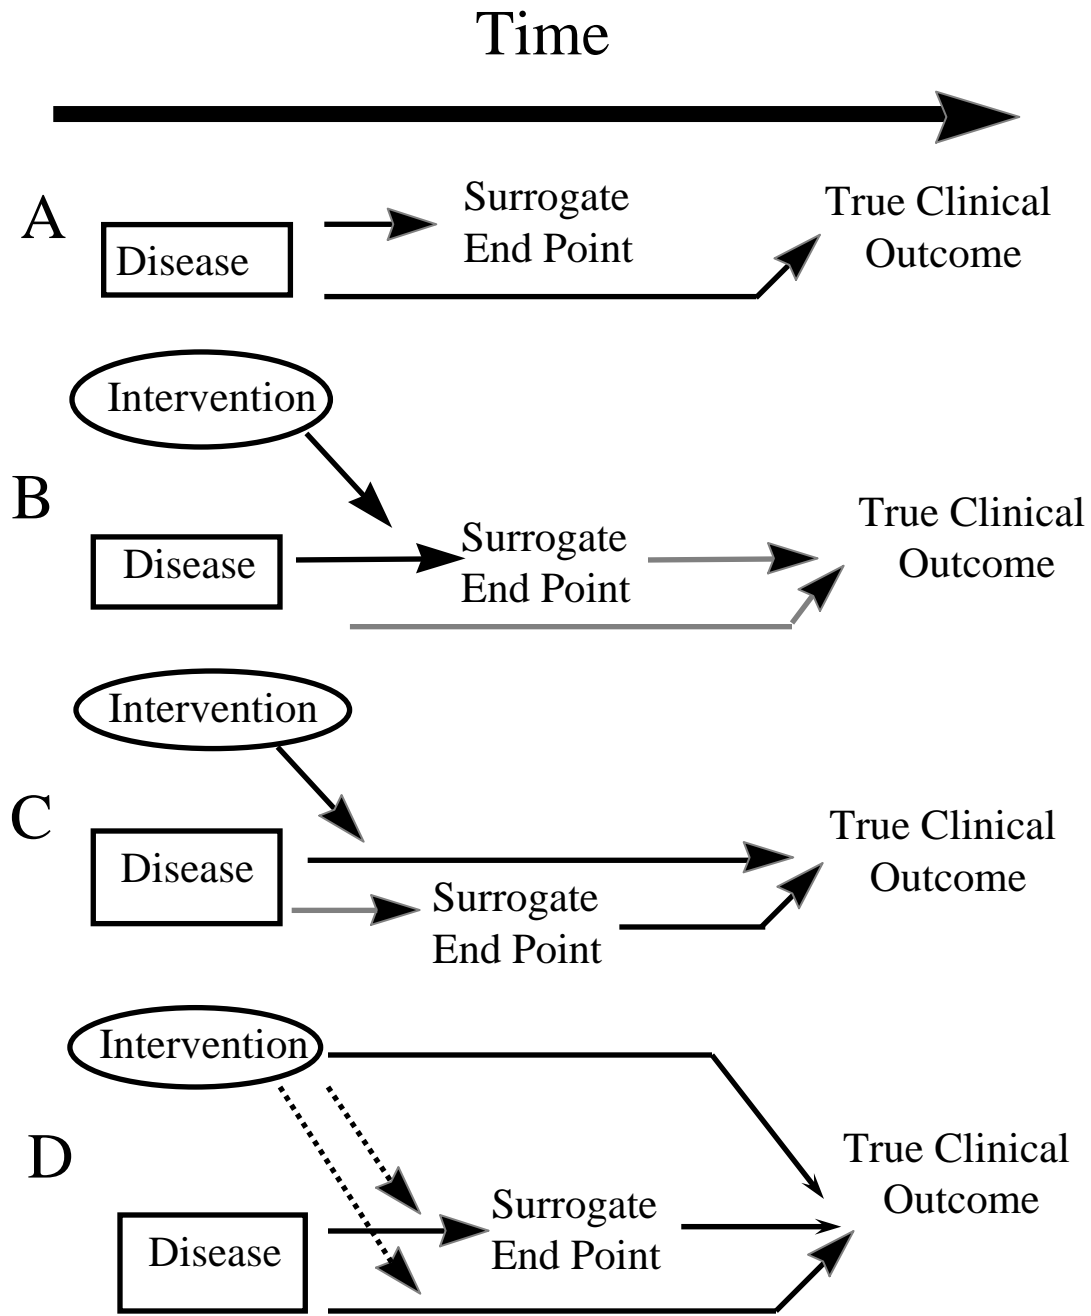 Time
A
Disease
Surrogate
End Point
True Clinical
Outcome
Intervention
B
Disease
Surrogate
End Point
True Clinical
Outcome
Intervention
C
Disease
Surrogate
End Point
True Clinical
Outcome
Intervention
D
Disease
Surrogate
End Point
True Clinical
Outcome